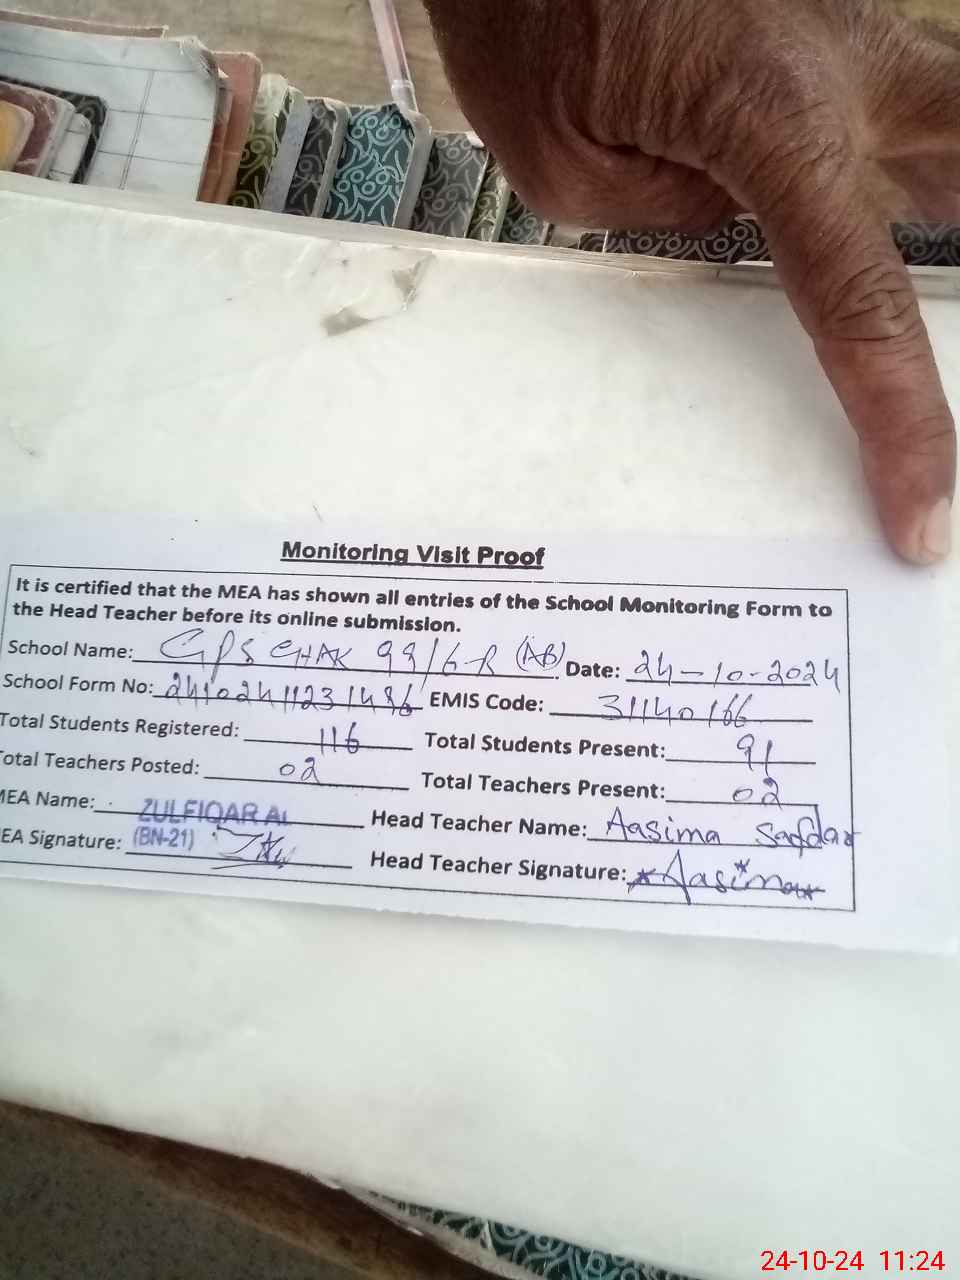 Monitoring Visit Proof
It is certified that the MEA has shown all entries of the School Monitoring Form to
the Head Teacher before its online submission.
School Name: GPS CHAK 99/6-R (AB) Date: 24-10-2024
School Form No: 24102411231486 EMIS Code: 31140166
Total Students Registered: 116 Total Students Present: 91
Total Teachers Posted: 02 Total Teachers Present: 02
MEA Name: ZULFIQAR AL Head Teacher Name: Aasima Safdar
EA Signature: (BN-21) Head Teacher Signature: Aasima
24-10-24 11:24